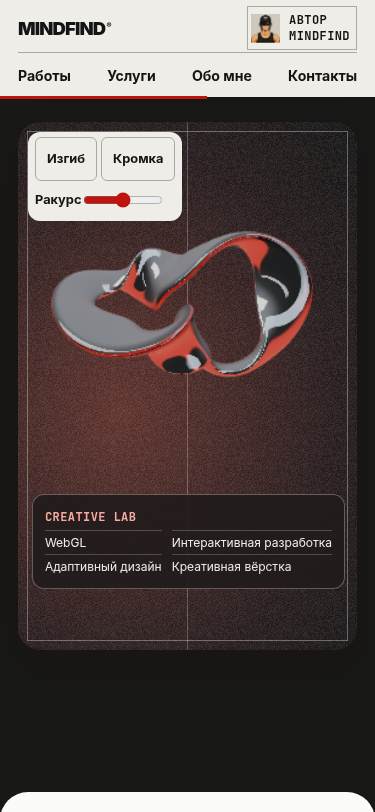 MINDFIND®
АВТОР
MINDFIND
Работы Услуги Обо мне Контакты
Изгиб Кромка
Ракурс
CREATIVE LAB
WebGL Интерактивная разработка
Адаптивный дизайн Креативная вёрстка